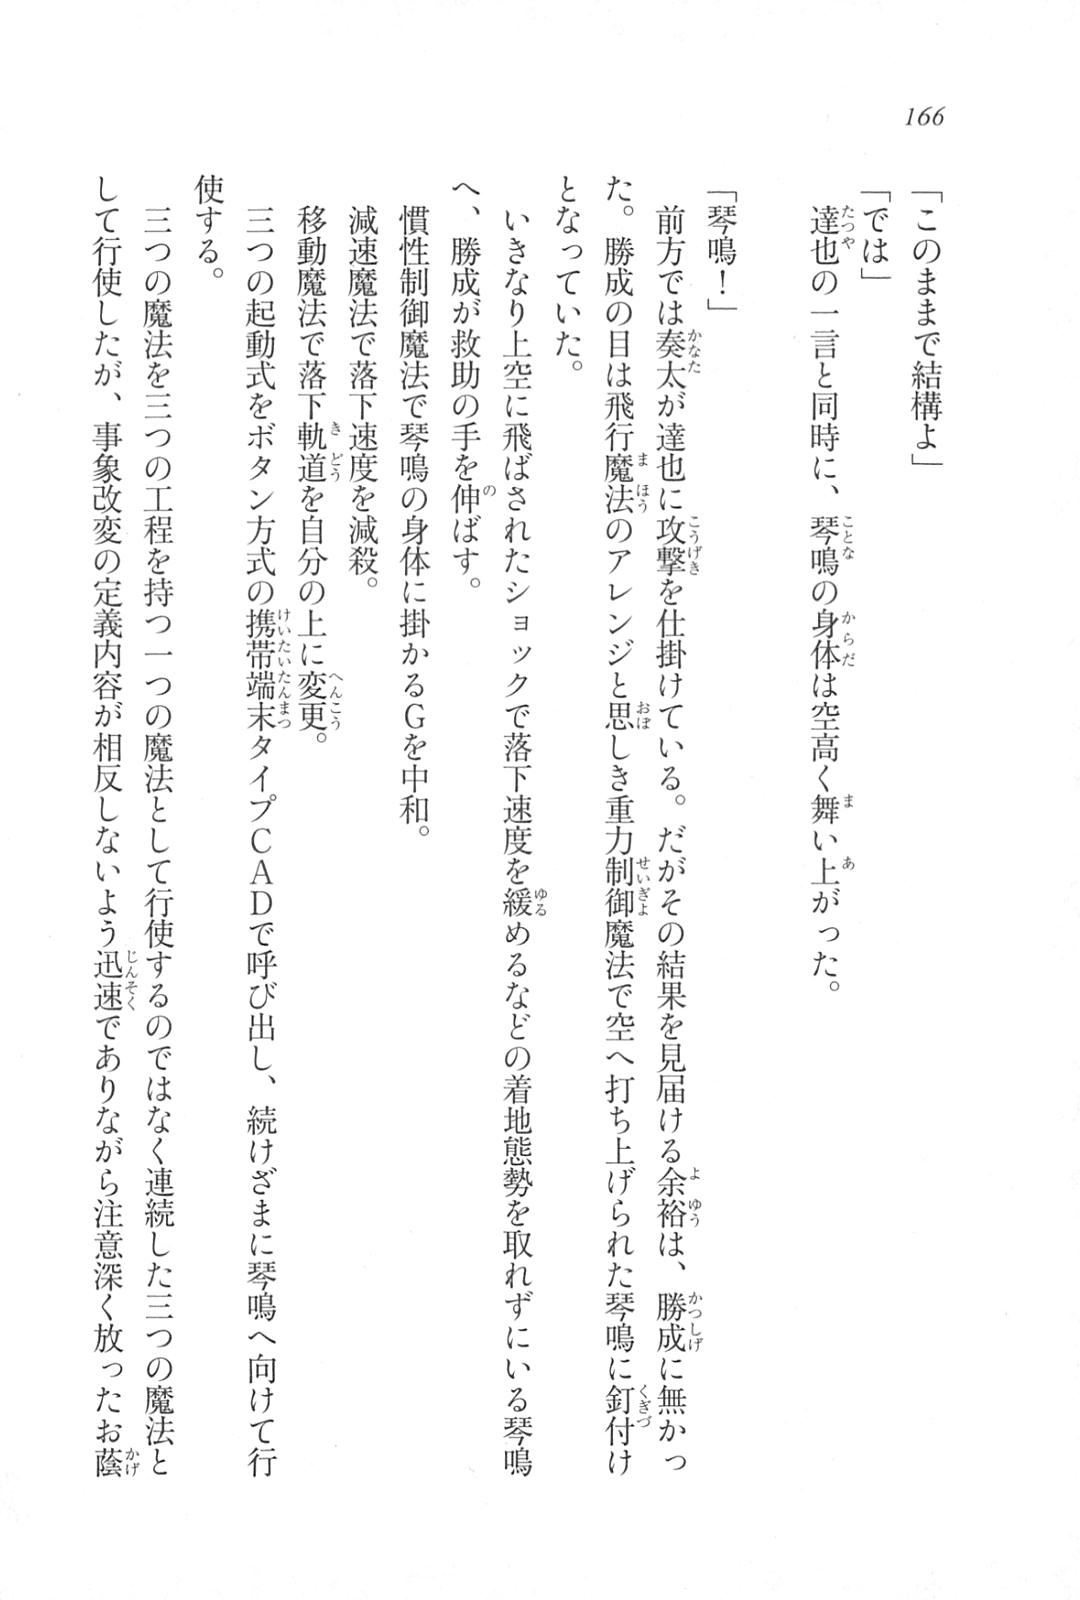 166
「このままで結構よ」
「では」
達也の一言と同時に、琴鳴の身体は空高く舞い上がった。
「琴鳴！」
前方では奏太が達也に攻撃を仕掛けている。だがその結果を見届ける余裕は、勝成に無かっ
た。勝成の目は飛行魔法のアレンジと思しき重力制御魔法で空へ打ち上げられた琴鳴に釘付け
となっていた。
いきなり上空に飛ばされたショックで落下速度を緩めるなどの着地態勢を取れずにいる琴鳴
へ、勝成が救助の手を伸ばす。
慣性制御魔法で琴鳴の身体に掛かるＧを中和。
減速魔法で落下速度を減殺。
移動魔法で落下軌道を自分の上に変更。
三つの起動式をボタン方式の携帯端末タイプＣＡＤで呼び出し、続けざまに琴鳴へ向けて行
使する。
三つの魔法を三つの工程を持つ一つの魔法として行使するのではなく連続した三つの魔法と
して行使したが、事象改変の定義内容が相反しないよう迅速でありながら注意深く放ったお蔭